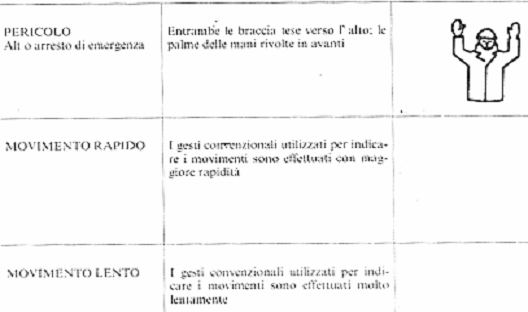 PERICOLO
Alt o arresto di emergenza
Entrambe le braccia tese verso l'alto; le
palme delle mani rivolte in avanti
MOVIMENTO RAPIDO
I gesti convenzionali utilizzati per indica-
re i movimenti sono effettuati con mag-
giore rapidità
MOVIMENTO LENTO
I gesti convenzionali utilizzati per indi-
care i movimenti sono effettuati molto
lentamente